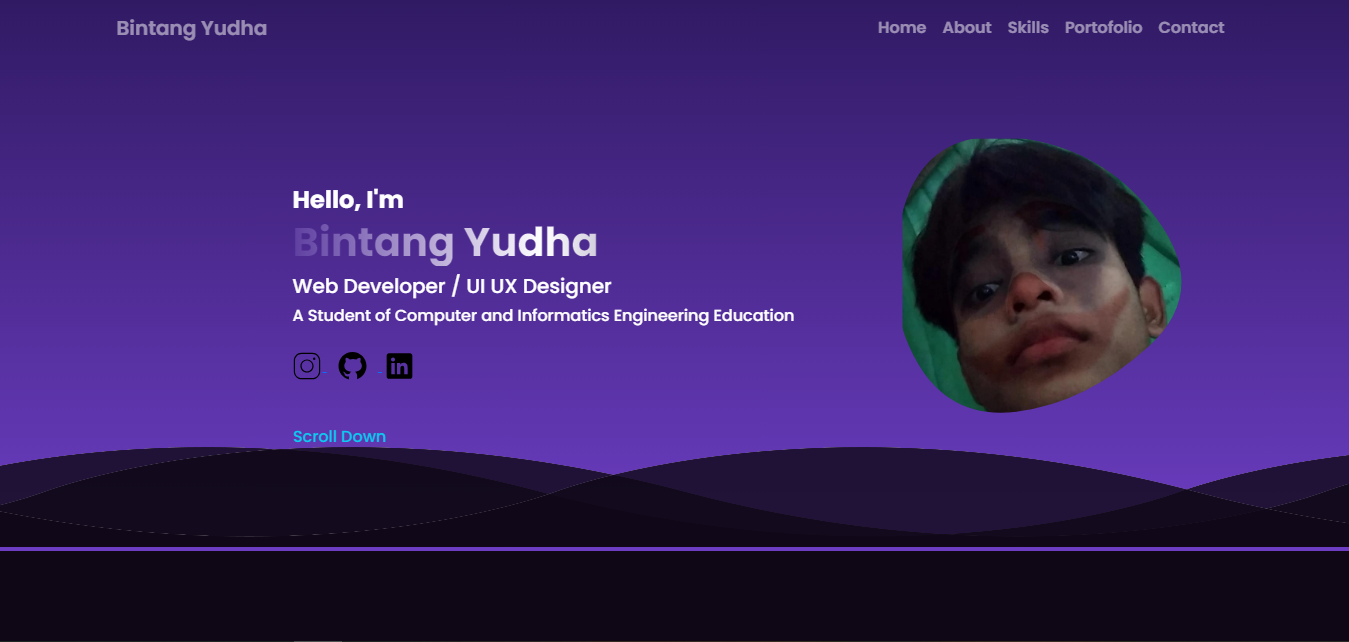 Bintang Yudha
Home About Skills Portofolio Contact
Hello, I'm
Bintang Yudha
Web Developer / UI UX Designer
A Student of Computer and Informatics Engineering Education
in
Scroll Down